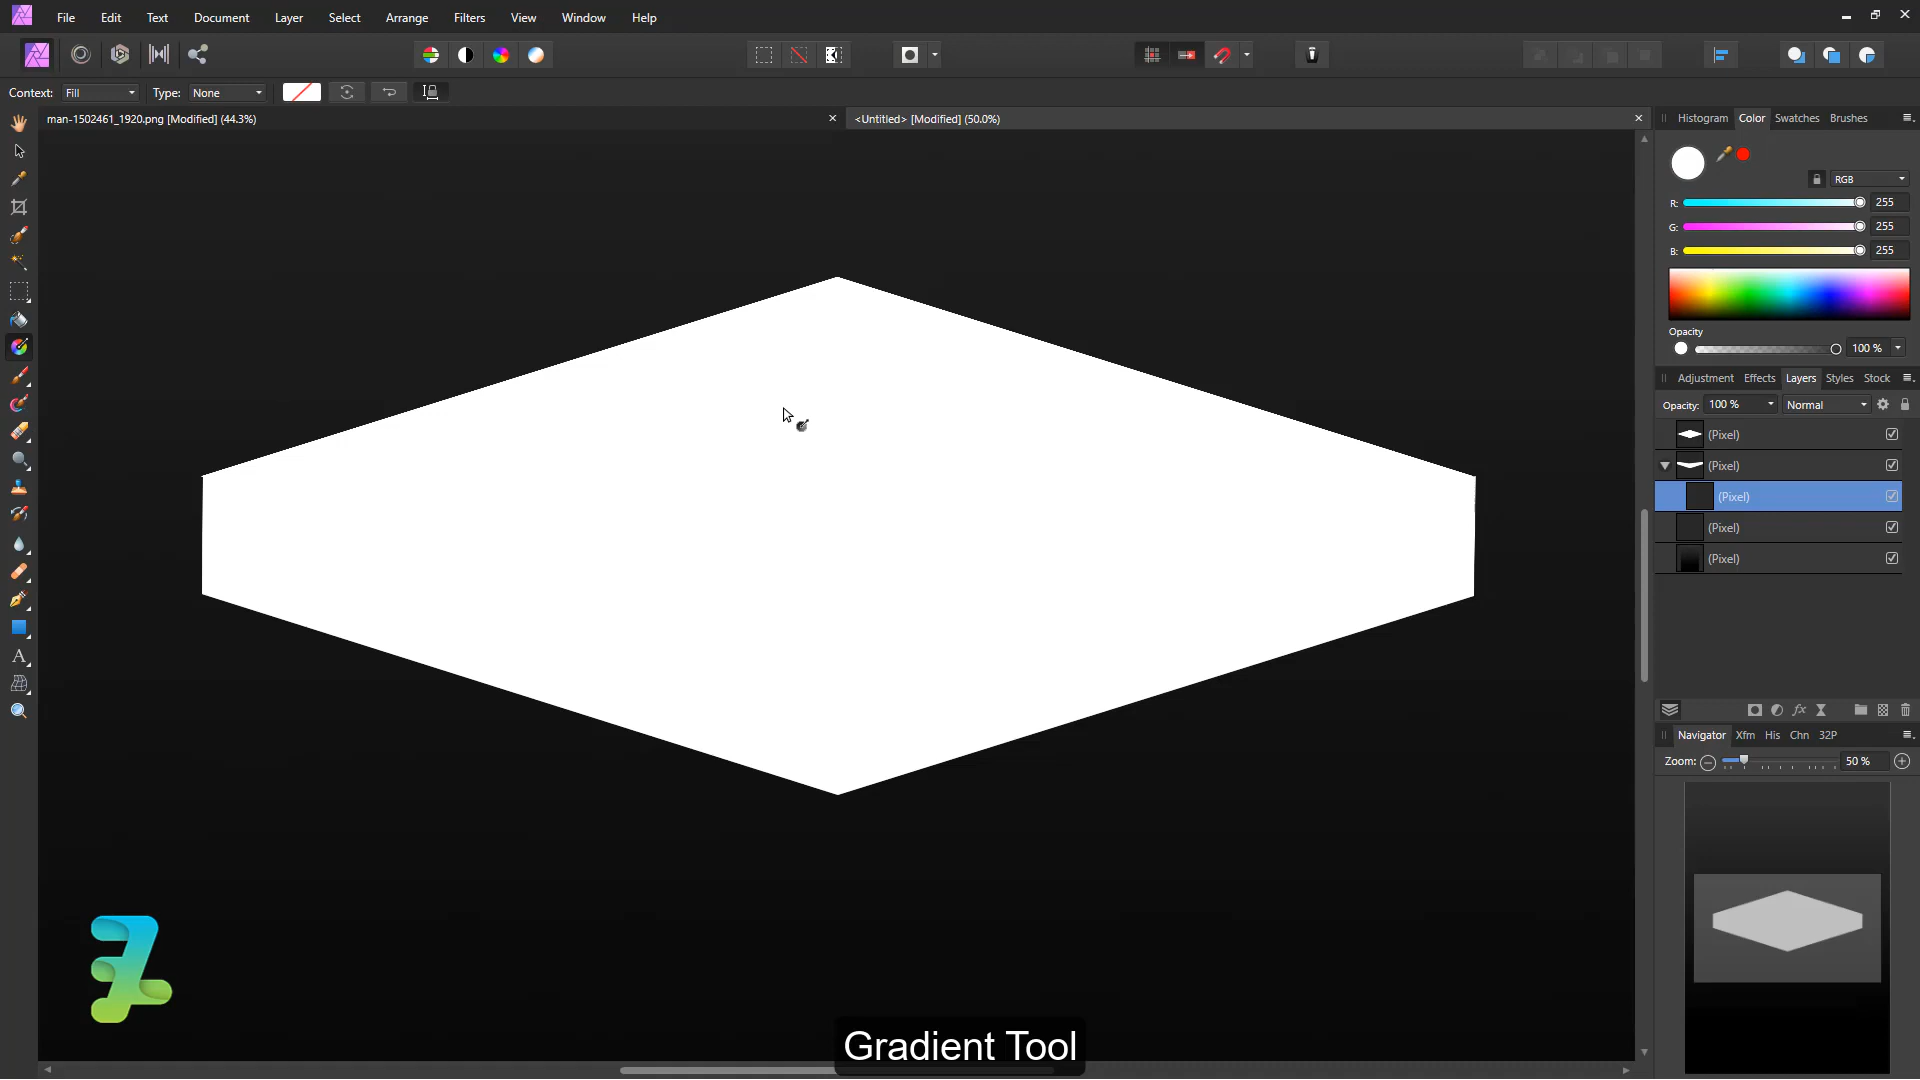 File Edit Text Document Layer Select Arrange Filters View Window Help
Context: Fill Type: None
man-1502461_1920.png [Modified] (44.3%)
<Untitled> [Modified] (50.0%)
Histogram Color Swatches Brushes
RGB
R: 255
G: 255
B: 255
Opacity
100 %
Adjustment Effects Layers Styles Stock
Opacity: 100 % Normal
(Pixel)
(Pixel)
(Pixel)
(Pixel)
(Pixel)
Navigator Xfm His Chn 32P
Zoom: 50 %
Gradient Tool